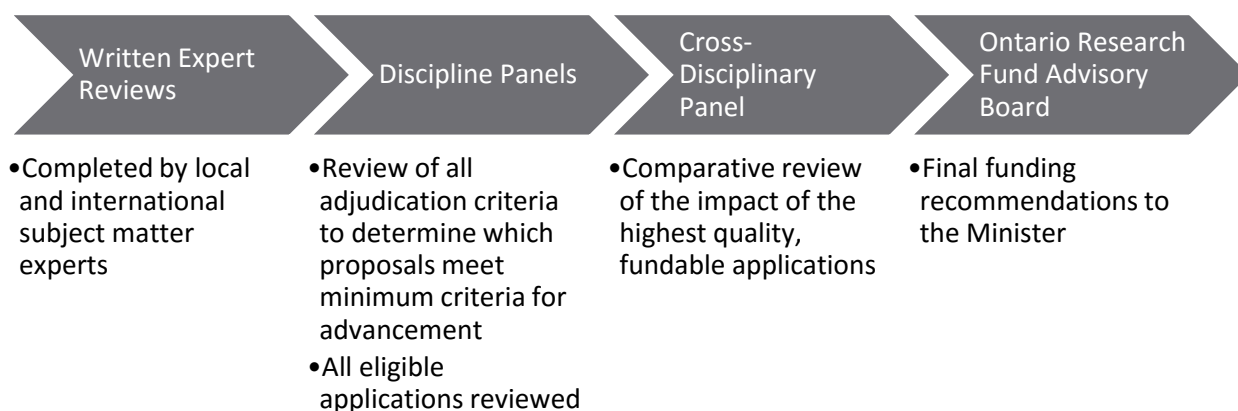 Written Expert
Reviews
Discipline Panels
Cross-
Disciplinary
Panel
Ontario Research
Fund Advisory
Board
•Completed by local
and international
subject matter
experts
•Review of all
adjudication criteria
to determine which
proposals meet
minimum criteria for
advancement
•All eligible
applications reviewed
•Comparative review
of the impact of the
highest quality,
fundable applications
•Final funding
recommendations to
the Minister